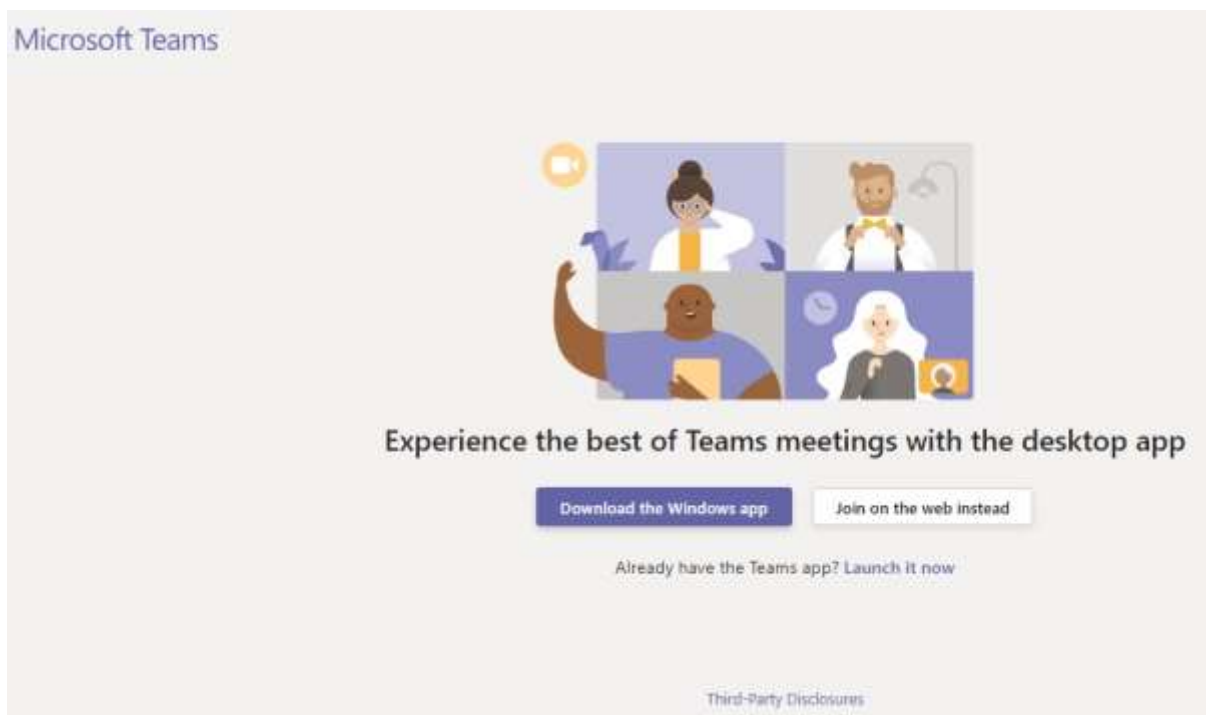 Microsoft Teams
Experience the best of Teams meetings with the desktop app
Download the Windows app
Join on the web instead
Already have the Teams app? Launch it now
Third-Party Disclosures